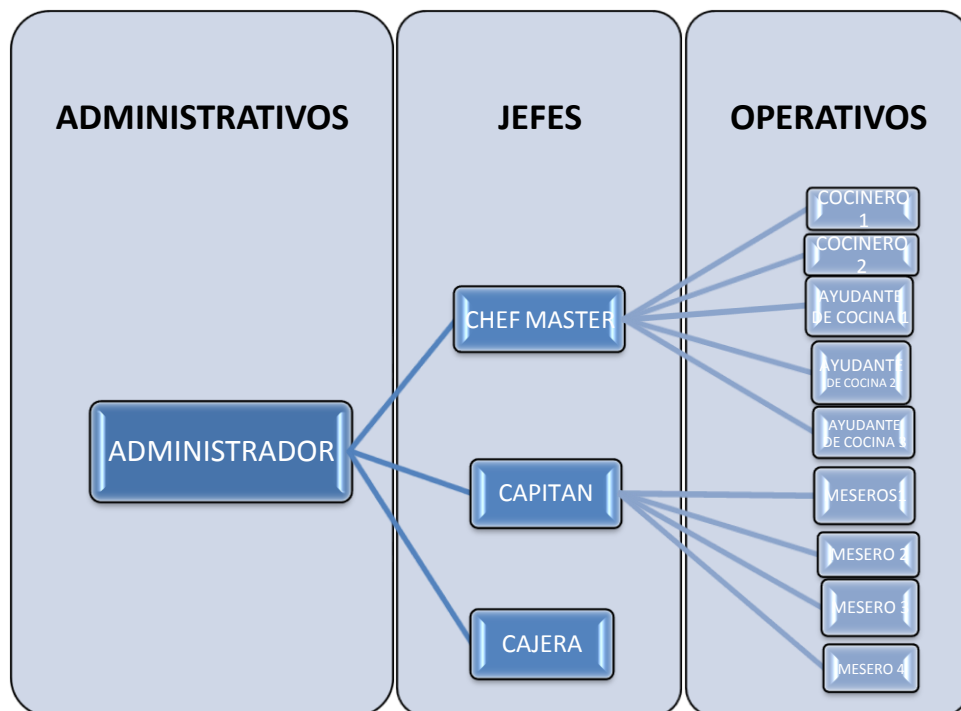 ADMINISTRATIVOS
JEFES
OPERATIVOS
ADMINISTRADOR
CHEF MASTER
CAPITAN
CAJERA
COCINERO
1
COCINERO
2
AYUDANTE
DE COCINA 1
AYUDANTE
DE COCINA 2
AYUDANTE
DE COCINA 3
MESEROS1
MESERO 2
MESERO 3
MESERO 4